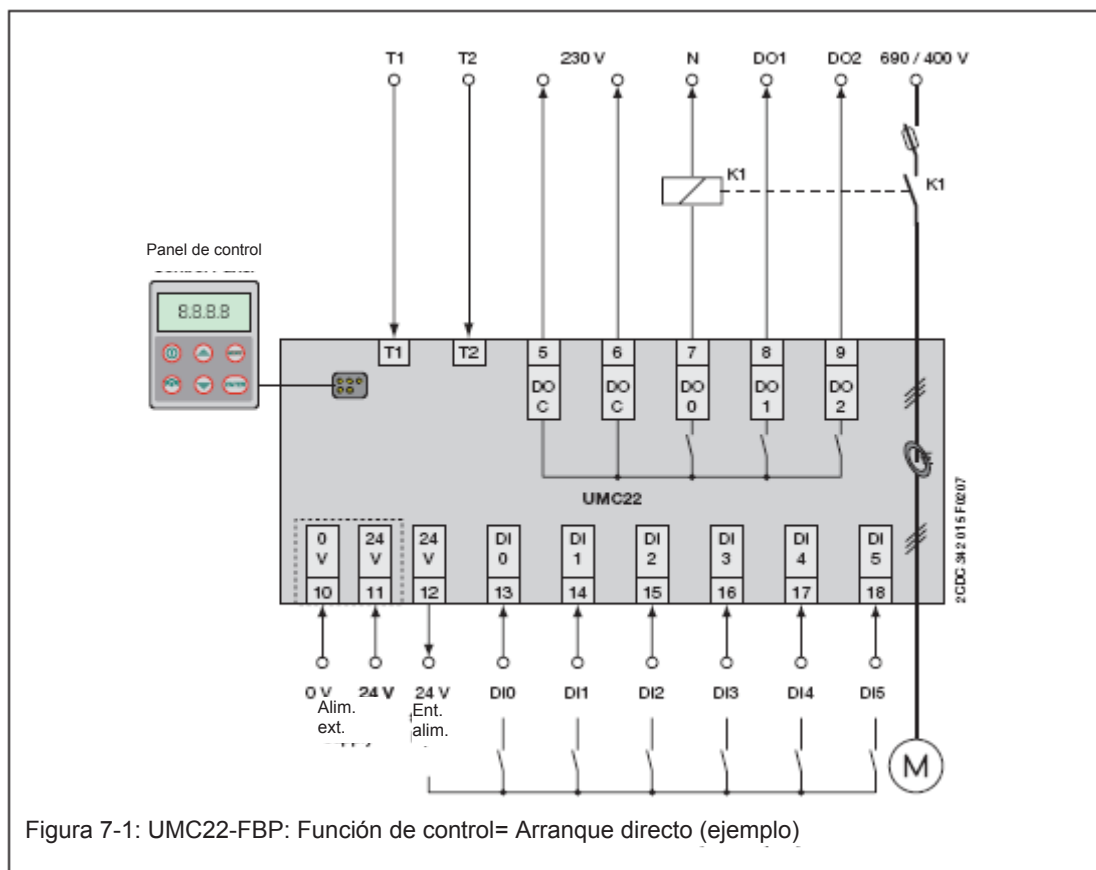 T1 T2 230 V N DO1 DO2 690 / 400 V
K1 K1
Panel de control
8.8.8.8
T1 T2 5 6 7 8 9
DO C DO C DO 0 DO 1 DO 2
UMC22
0 V 24 V 24 V DI 0 DI 1 DI 2 DI 3 DI 4 DI 5
10 11 12 13 14 15 16 17 18
2CDC 342 015 F0207
0 V 24 V 24 V DI0 DI1 DI2 DI3 DI4 DI5
Alim. Ent.
ext. alim.
M
Figura 7-1: UMC22-FBP: Función de control= Arranque directo (ejemplo)